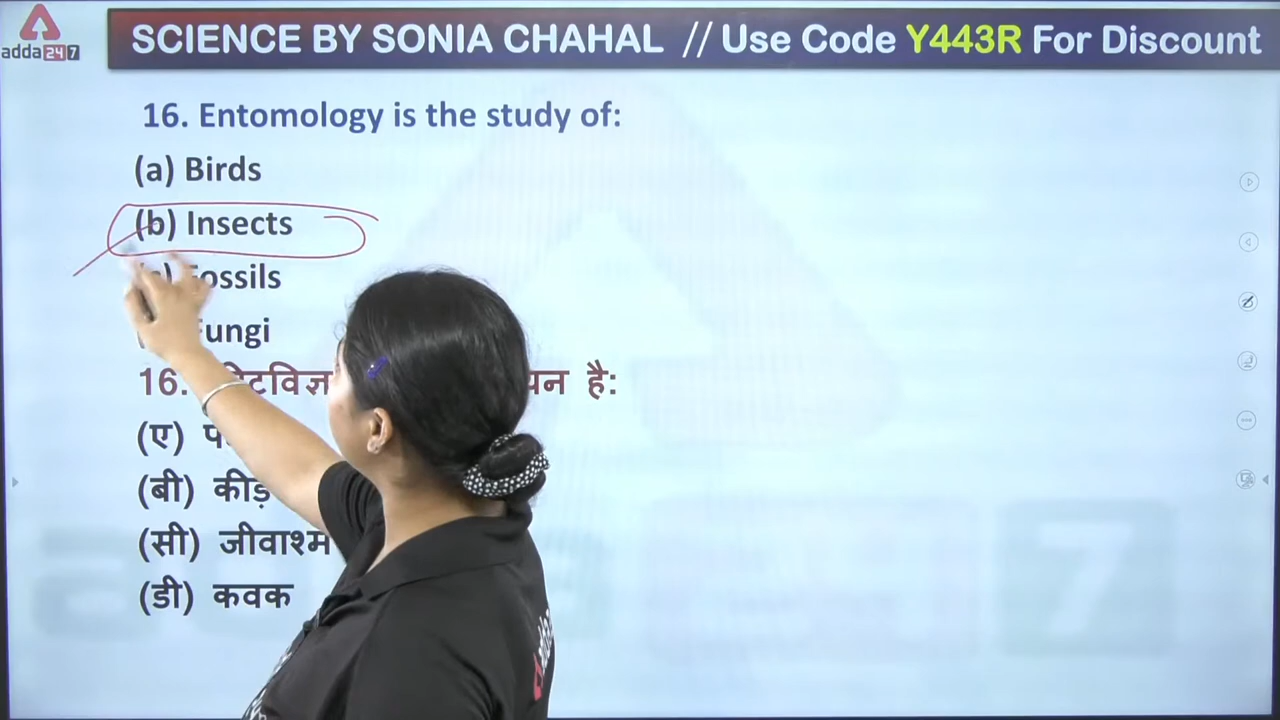 adda247
SCIENCE BY SONIA CHAHAL // Use Code Y443R For Discount
16. Entomology is the study of:
(a) Birds
(b) Insects
Fossils
Fungi
16. है:
(ए)
(बी)
(सी) जीवाश्म
(डी) कवक